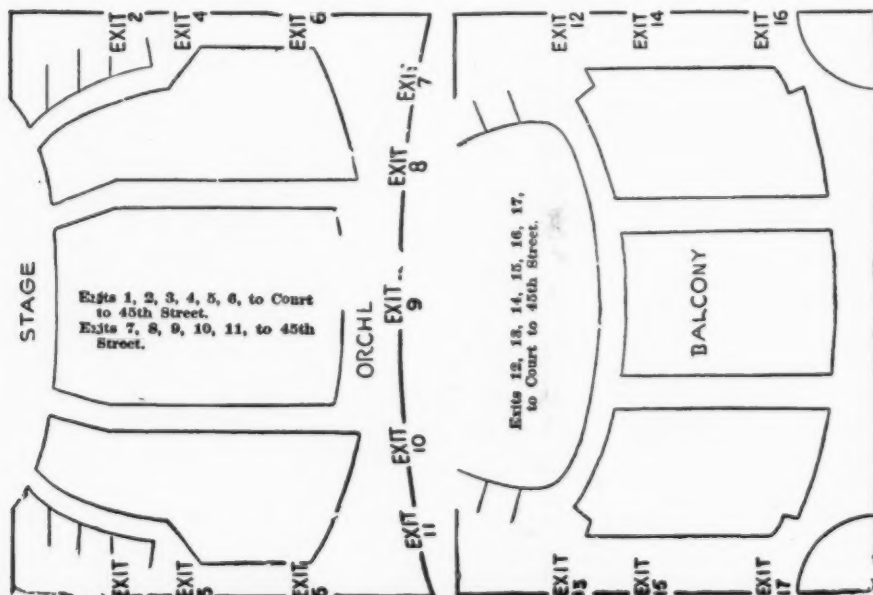 EXIT
2
EXIT
4
EXIT
6
EXIT
7
EXIT
8
STAGE
Exits 1, 2, 3, 4, 5, 6, to Court
to 45th Street.
Exits 7, 8, 9, 10, 11, to 45th
Street.
ORCHL
EXIT
9
EXIT
10
EXIT
11
EXIT
EXIT
EXIT
EXIT
12
EXIT
14
EXIT
16
Exits 12, 13, 14, 15, 16, 17,
to Court to 45th Street.
BALCONY
EXIT
EXIT
15
EXIT
17